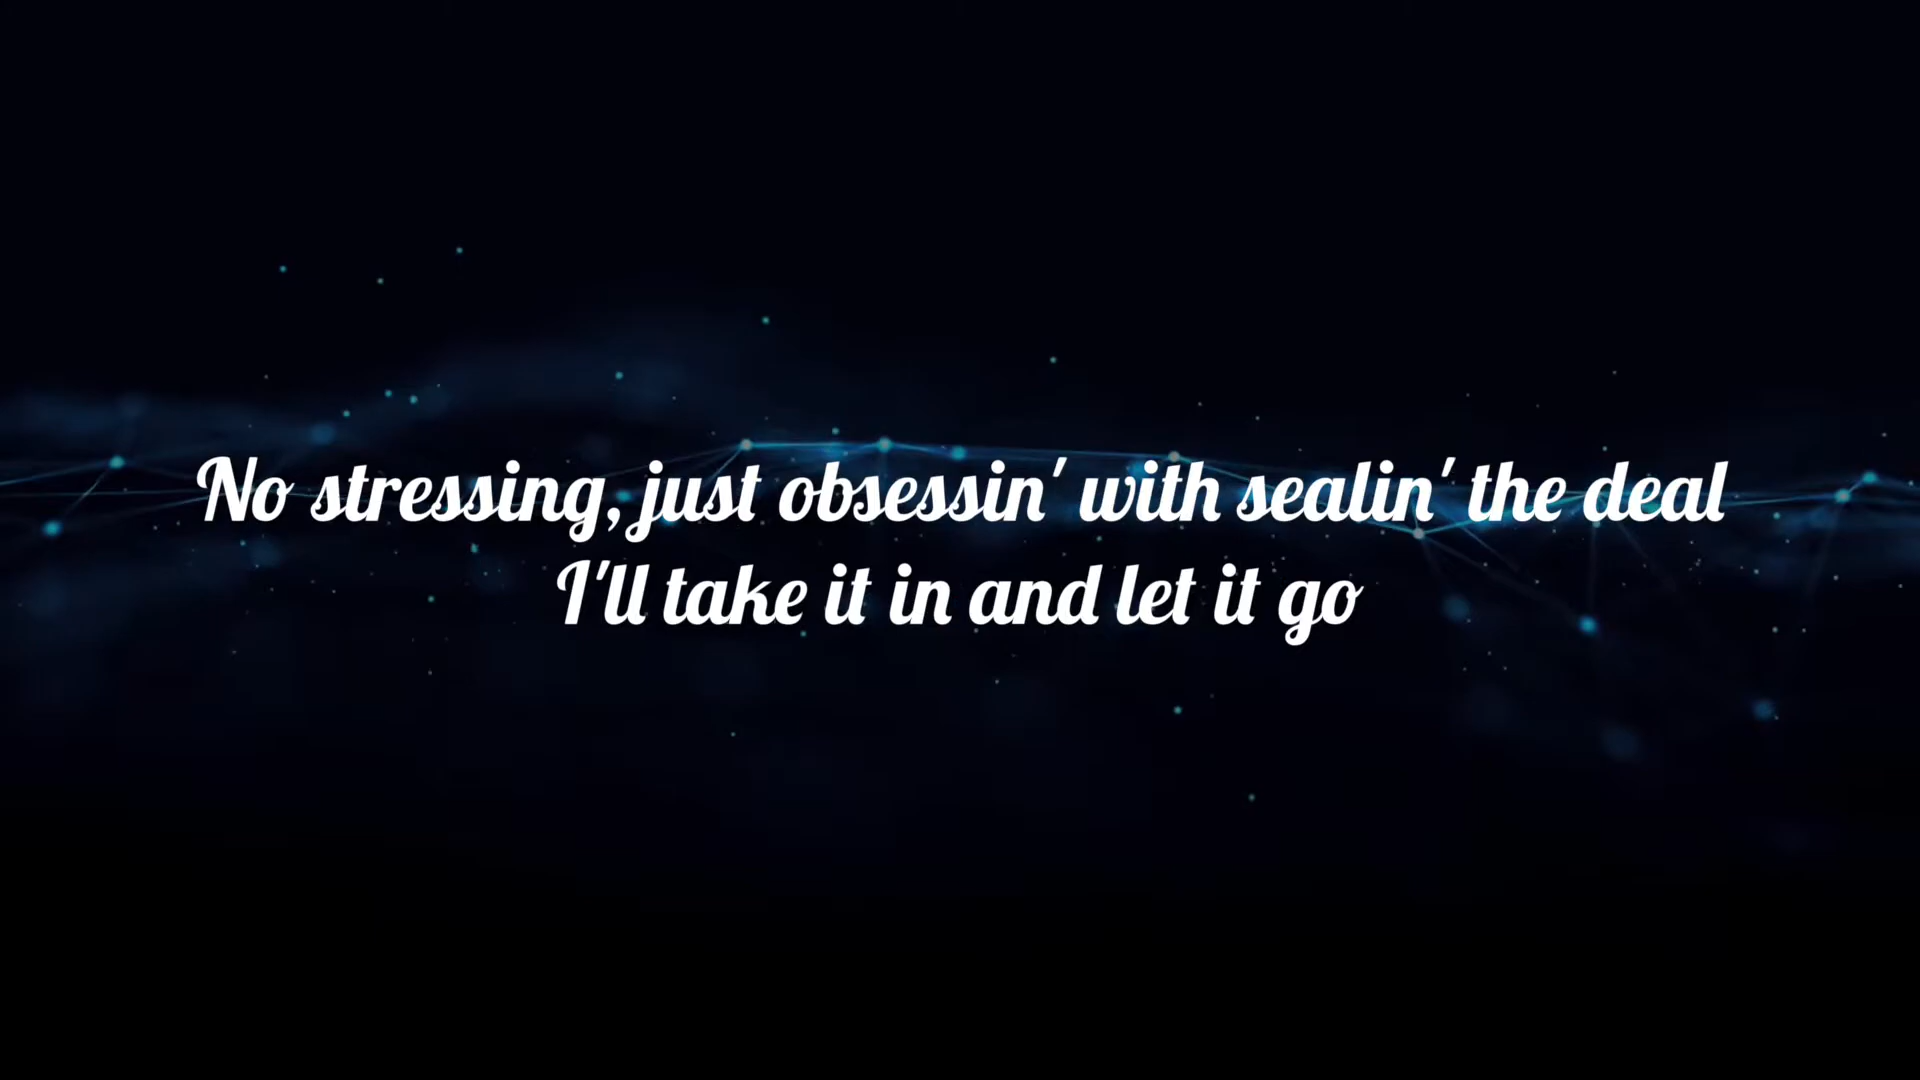 No stressing, just obsessin' with sealin' the deal
I'll take it in and let it go